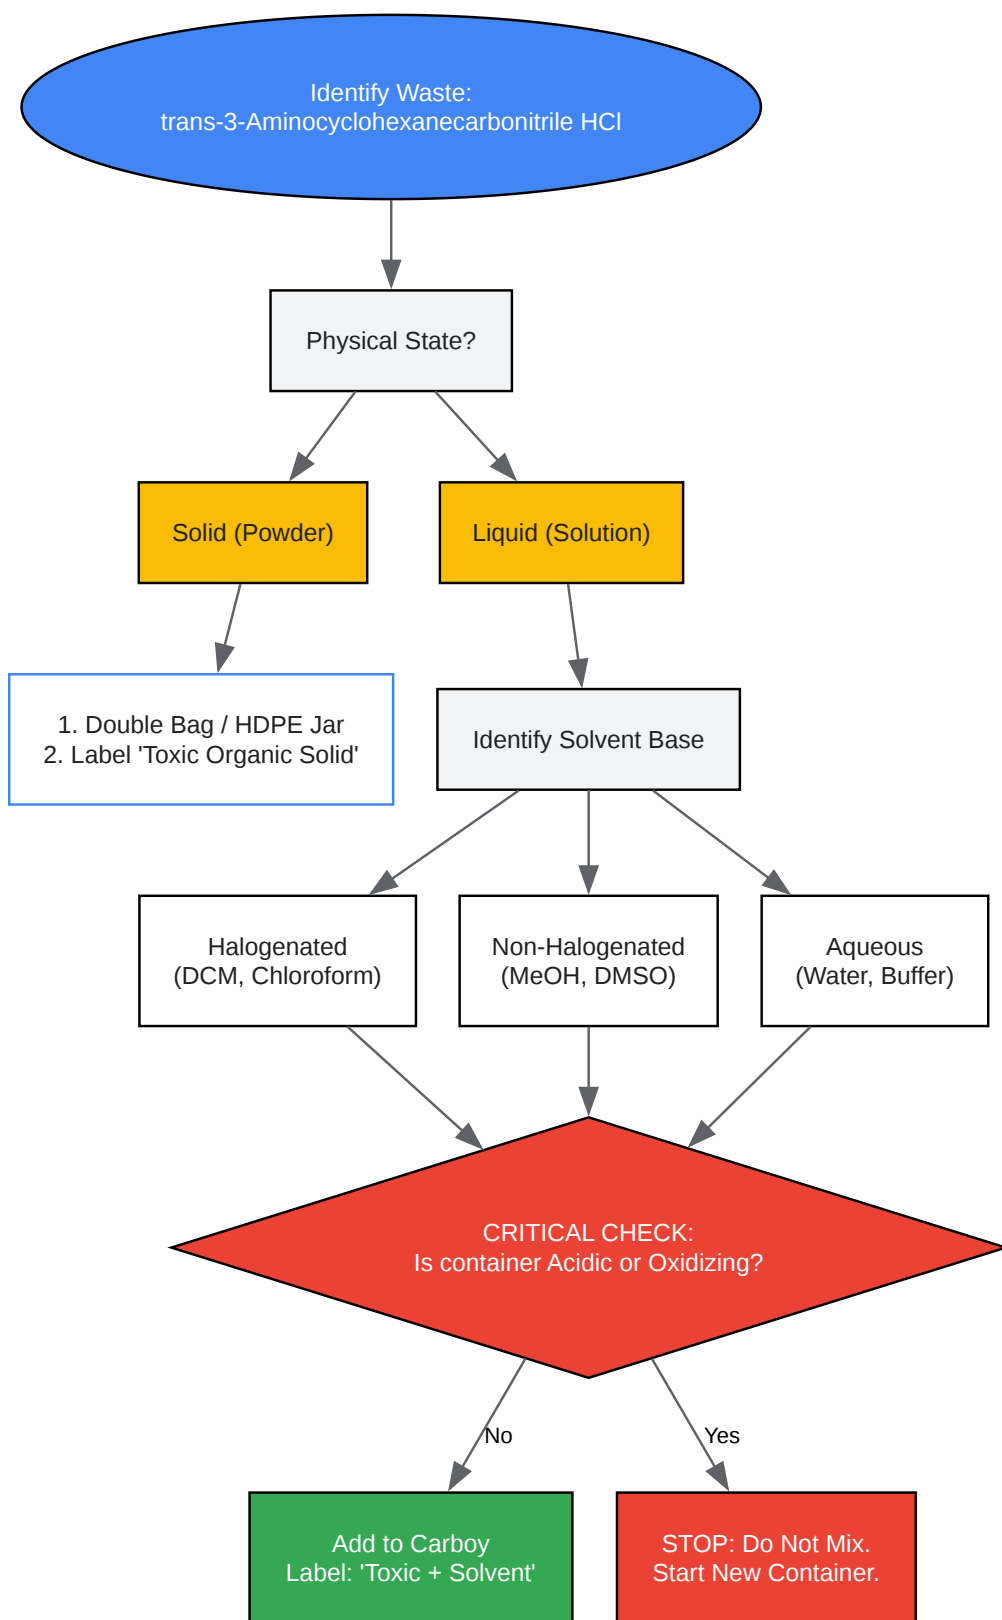 Identify Waste:
trans-3-Aminocyclohexanecarbonitrile HCl
Physical State?
Solid (Powder)
Liquid (Solution)
1. Double Bag / HDPE Jar
2. Label 'Toxic Organic Solid'
Identify Solvent Base
Halogenated
(DCM, Chloroform)
Non-Halogenated
(MeOH, DMSO)
Aqueous
(Water, Buffer)
CRITICAL CHECK:
Is container Acidic or Oxidizing?
No
Yes
Add to Carboy
Label: 'Toxic + Solvent'
STOP: Do Not Mix.
Start New Container.